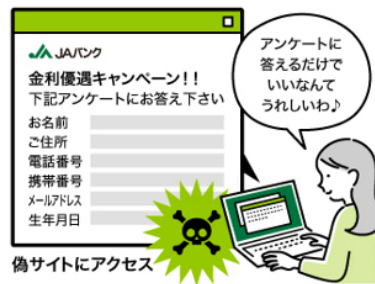 JAバンク
金利優遇キャンペーン!!
下記アンケートにお答え下さい
お名前
ご住所
電話番号
携帯番号
メールアドレス
生年月日
偽サイトにアクセス
アンケートに
答えるだけで
いいなんて
うれしいわ♪